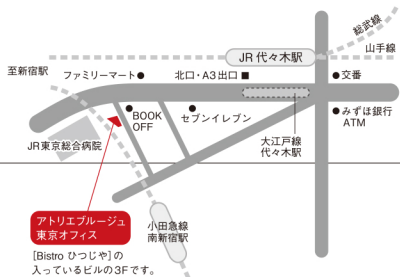 総武線
JR 代々木駅
山手線
至新宿駅
ファミリーマート
北口・A3出口
交番
BOOK
OFF
セブンイレブン
みずほ銀行
ATM
大江戸線
代々木駅
JR東京総合病院
アトリエブルージュ
東京オフィス
小田急線
南新宿駅
[Bistro ひつじや]の
入っているビルの3Fです。